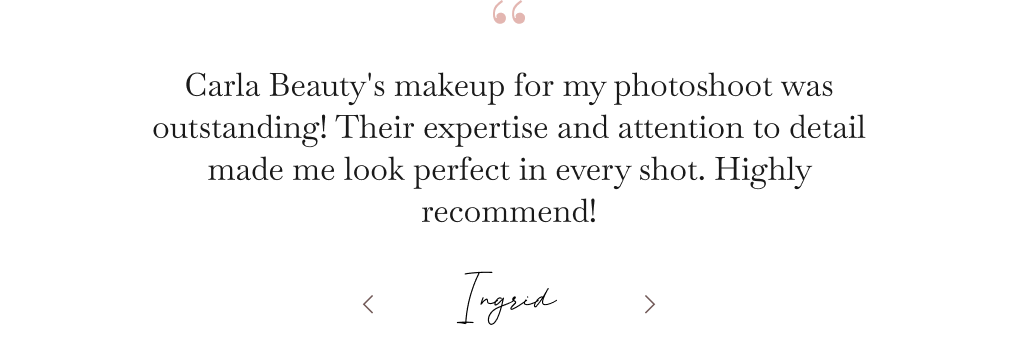 “
Carla Beauty's makeup for my photoshoot was
outstanding! Their expertise and attention to detail
made me look perfect in every shot. Highly
recommend!
Ingrid